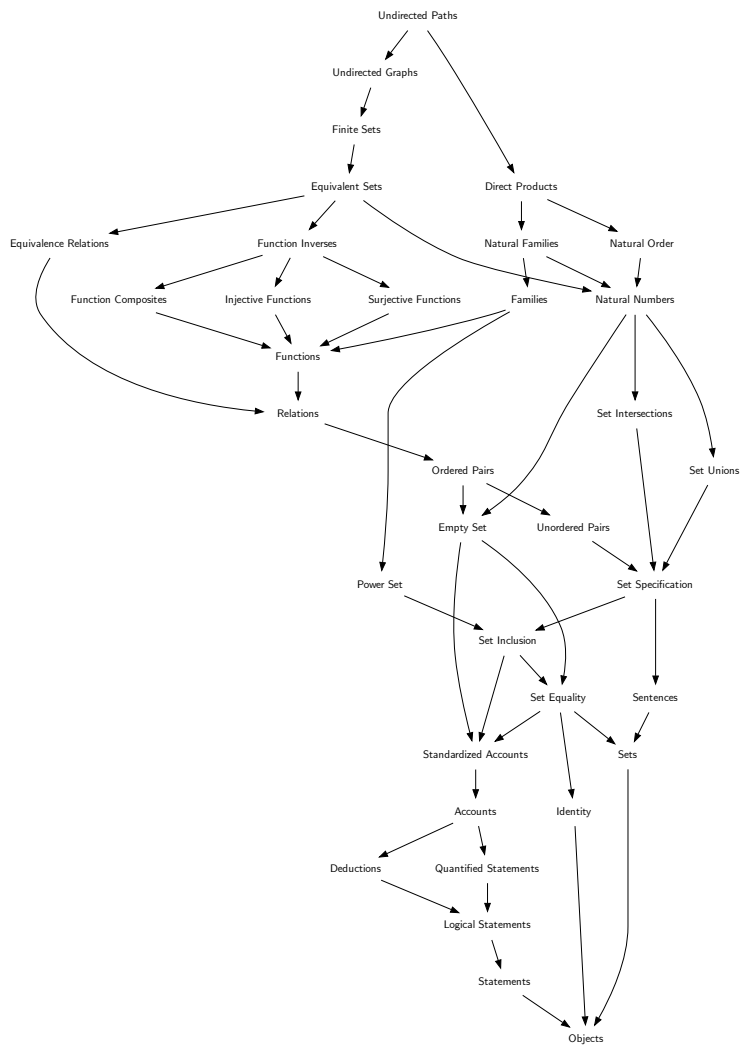 Undirected Paths
Undirected Graphs
Finite Sets
Equivalent Sets
Direct Products
Equivalence Relations
Function Inverses
Natural Families
Natural Order
Function Composites
Injective Functions
Surjective Functions
Families
Natural Numbers
Functions
Relations
Set Intersections
Ordered Pairs
Set Unions
Empty Set
Unordered Pairs
Power Set
Set Specification
Set Inclusion
Set Equality
Sentences
Standardized Accounts
Sets
Accounts
Identity
Deductions
Quantified Statements
Logical Statements
Statements
Objects